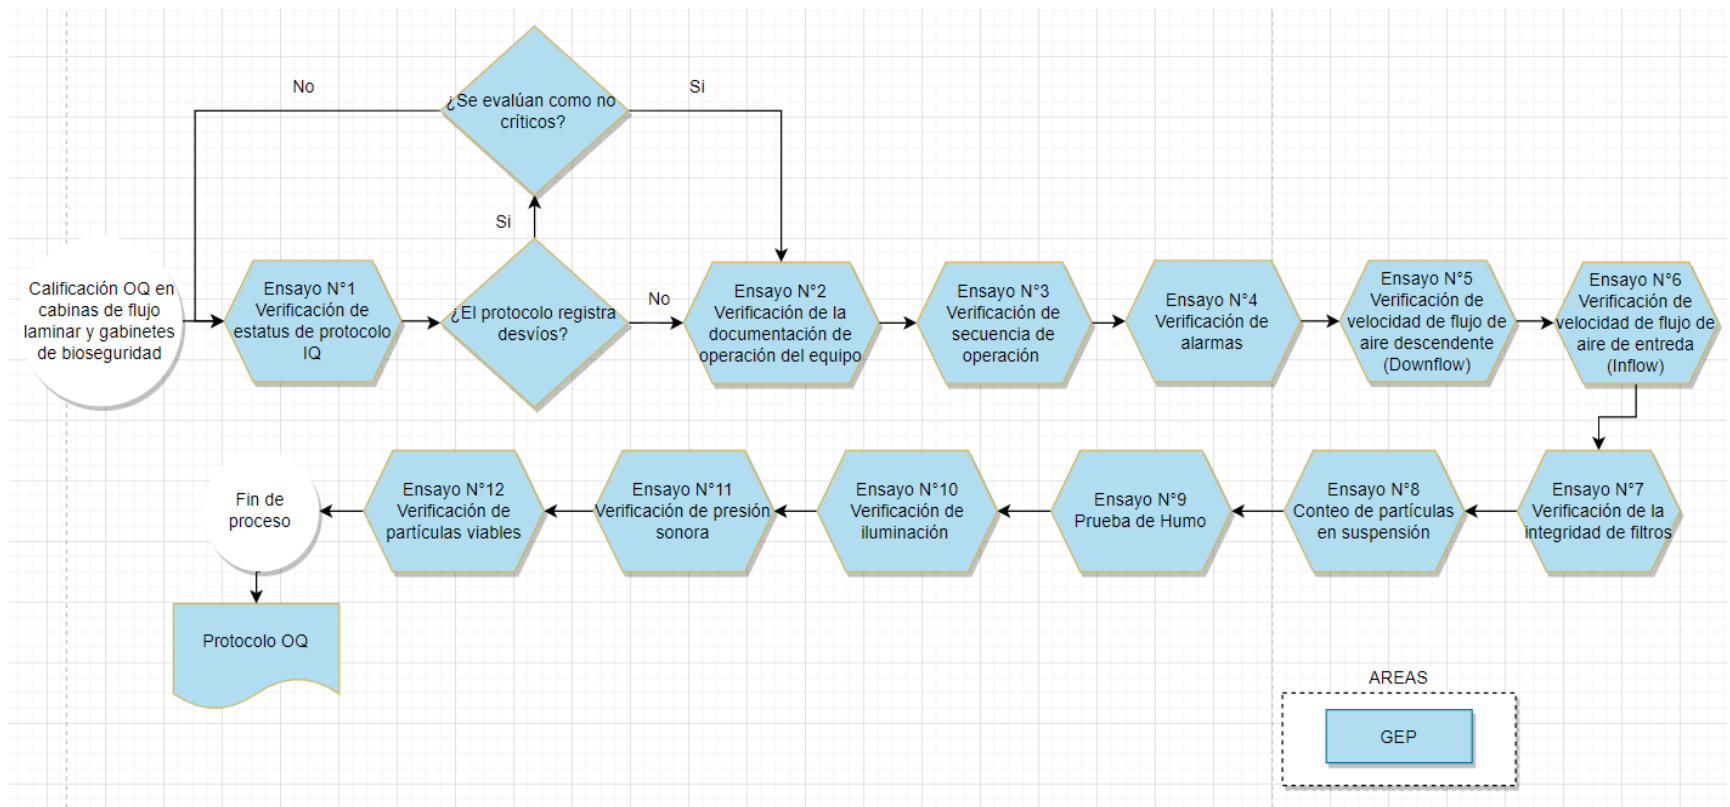 No
¿Se evalúan como no
críticos?
Si
Si
Calificación OQ en
cabinas de flujo
laminar y gabinetes
de bioseguridad
Ensayo N°1
Verificación de
estatus de protocolo
IQ
¿El protocolo registra
desvíos?
No
Ensayo N°2
Verificación de la
documentación de
operación del equipo
Ensayo N°3
Verificación de
secuencia de
operación
Ensayo N°4
Verificación de
alarmas
Ensayo N°5
Verificación de
velocidad de flujo de
aire descendente
(Downflow)
Ensayo N°6
Verificación de
velocidad de flujo de
aire de entreda
(Inflow)
Ensayo N°7
Verificación de la
integridad de filtros
Ensayo N°8
Conteo de partículas
en suspensión
Ensayo N°9
Prueba de Humo
Ensayo N°10
Verificación de
iluminación
Ensayo N°11
Verificación de presión
sonora
Ensayo N°12
Verificación de
partículas viables
Fin de
proceso
Protocolo OQ
AREAS
GEP